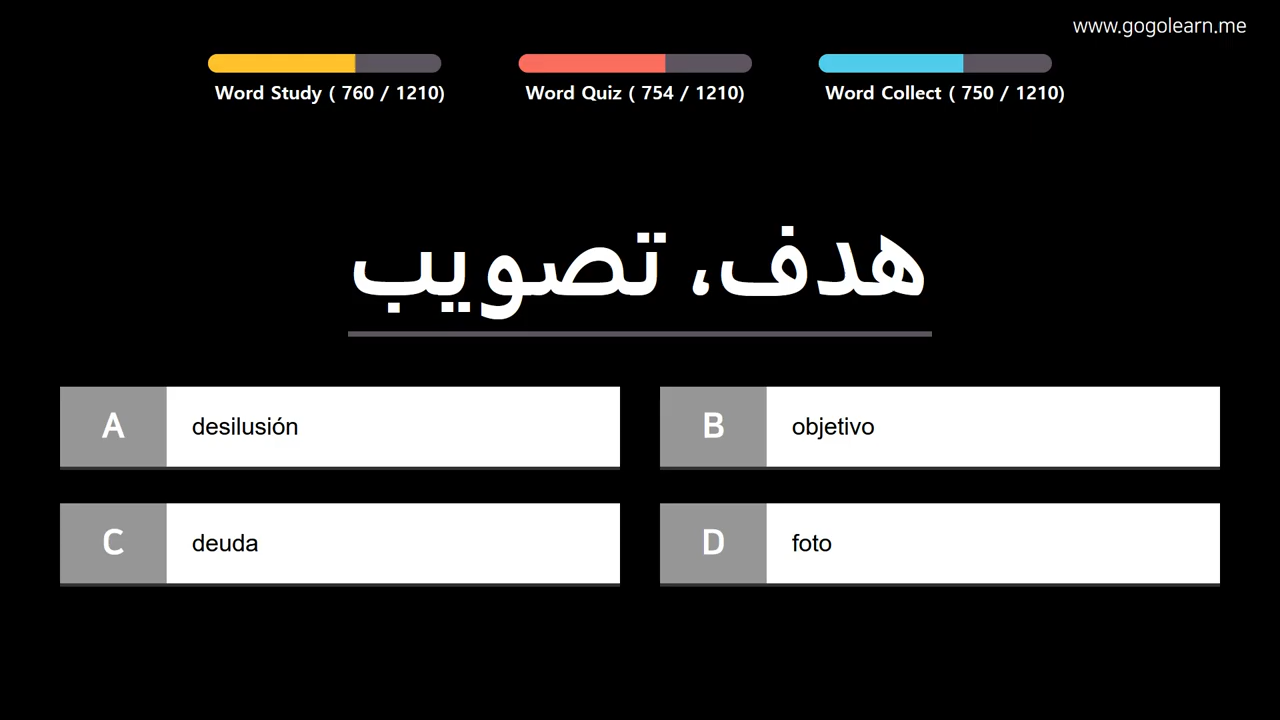 www.gogolearn.me
Word Study ( 760 / 1210)
Word Quiz ( 754 / 1210)
Word Collect ( 750 / 1210)
هدف، تصويب
A desilusión
B objetivo
C deuda
D foto